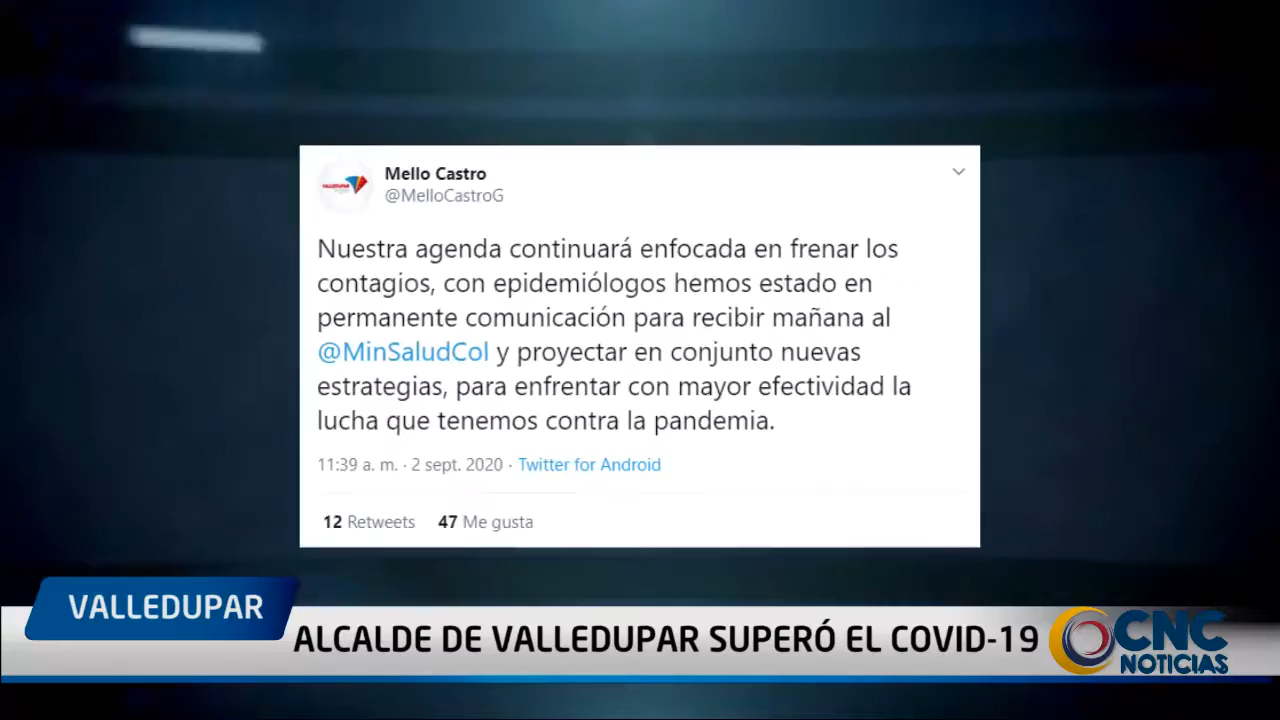 VALLEDUPAR
Mello Castro
@MelloCastroG
Nuestra agenda continuará enfocada en frenar los
contagios, con epidemiólogos hemos estado en
permanente comunicación para recibir mañana al
@MinSaludCol y proyectar en conjunto nuevas
estrategias, para enfrentar con mayor efectividad la
lucha que tenemos contra la pandemia.
11:39 a. m. · 2 sept. 2020 · Twitter for Android
12 Retweets 47 Me gusta
VALLEDUPAR
ALCALDE DE VALLEDUPAR SUPERÓ EL COVID-19
CNC
NOTICIAS